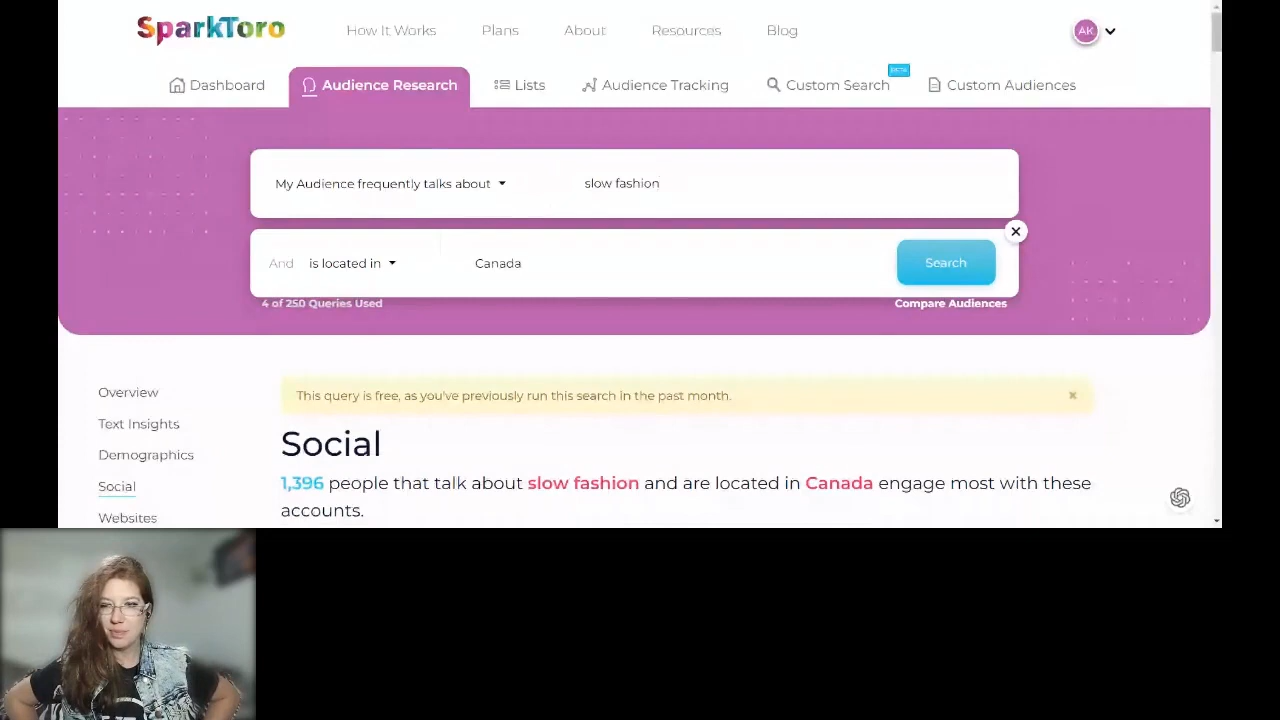 SparkToro
How It Works Plans About Resources Blog AK
Dashboard Audience Research Lists Audience Tracking Custom Search BETA Custom Audiences
My Audience frequently talks about slow fashion
And is located in Canada Search
4 of 250 Queries Used Compare Audiences
Overview
This query is free, as you've previously run this search in the past month.
Text Insights
Social
Demographics
1,396 people that talk about slow fashion and are located in Canada engage most with these
accounts.
Social
Websites